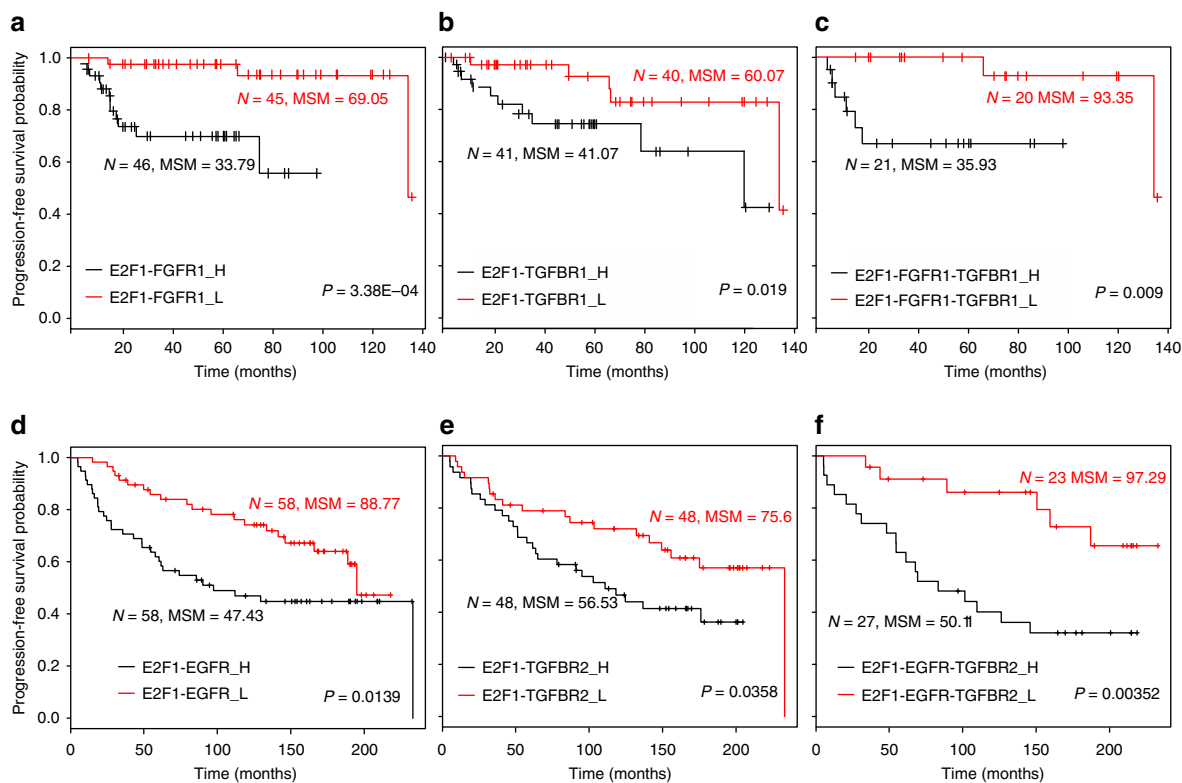 a
b
c
Progression-free survival probability
1.0
0.8
0.6
0.4
0.2
0.0
N = 45, MSM = 69.05
N = 46, MSM = 33.79
E2F1-FGFR1_H
E2F1-FGFR1_L
P = 3.38E–04
20 40 60 80 100 120 140
Time (months)
N = 40, MSM = 60.07
N = 41, MSM = 41.07
E2F1-TGFBR1_H
E2F1-TGFBR1_L
P = 0.019
20 40 60 80 100 120 140
Time (months)
N = 20 MSM = 93.35
N = 21, MSM = 35.93
E2F1-FGFR1-TGFBR1_H
E2F1-FGFR1-TGFBR1_L
P = 0.009
20 40 60 80 100 120 140
Time (months)
d
e
f
Progression-free survival probability
1.0
0.8
0.6
0.4
0.2
0.0
N = 58, MSM = 88.77
N = 58, MSM = 47.43
E2F1-EGFR_H
E2F1-EGFR_L
P = 0.0139
0 50 100 150 200
Time (months)
N = 48, MSM = 75.6
N = 48, MSM = 56.53
E2F1-TGFBR2_H
E2F1-TGFBR2_L
P = 0.0358
0 50 100 150 200
Time (months)
N = 23 MSM = 97.29
N = 27, MSM = 50.11
E2F1-EGFR-TGFBR2_H
E2F1-EGFR-TGFBR2_L
P = 0.00352
0 50 100 150 200
Time (months)